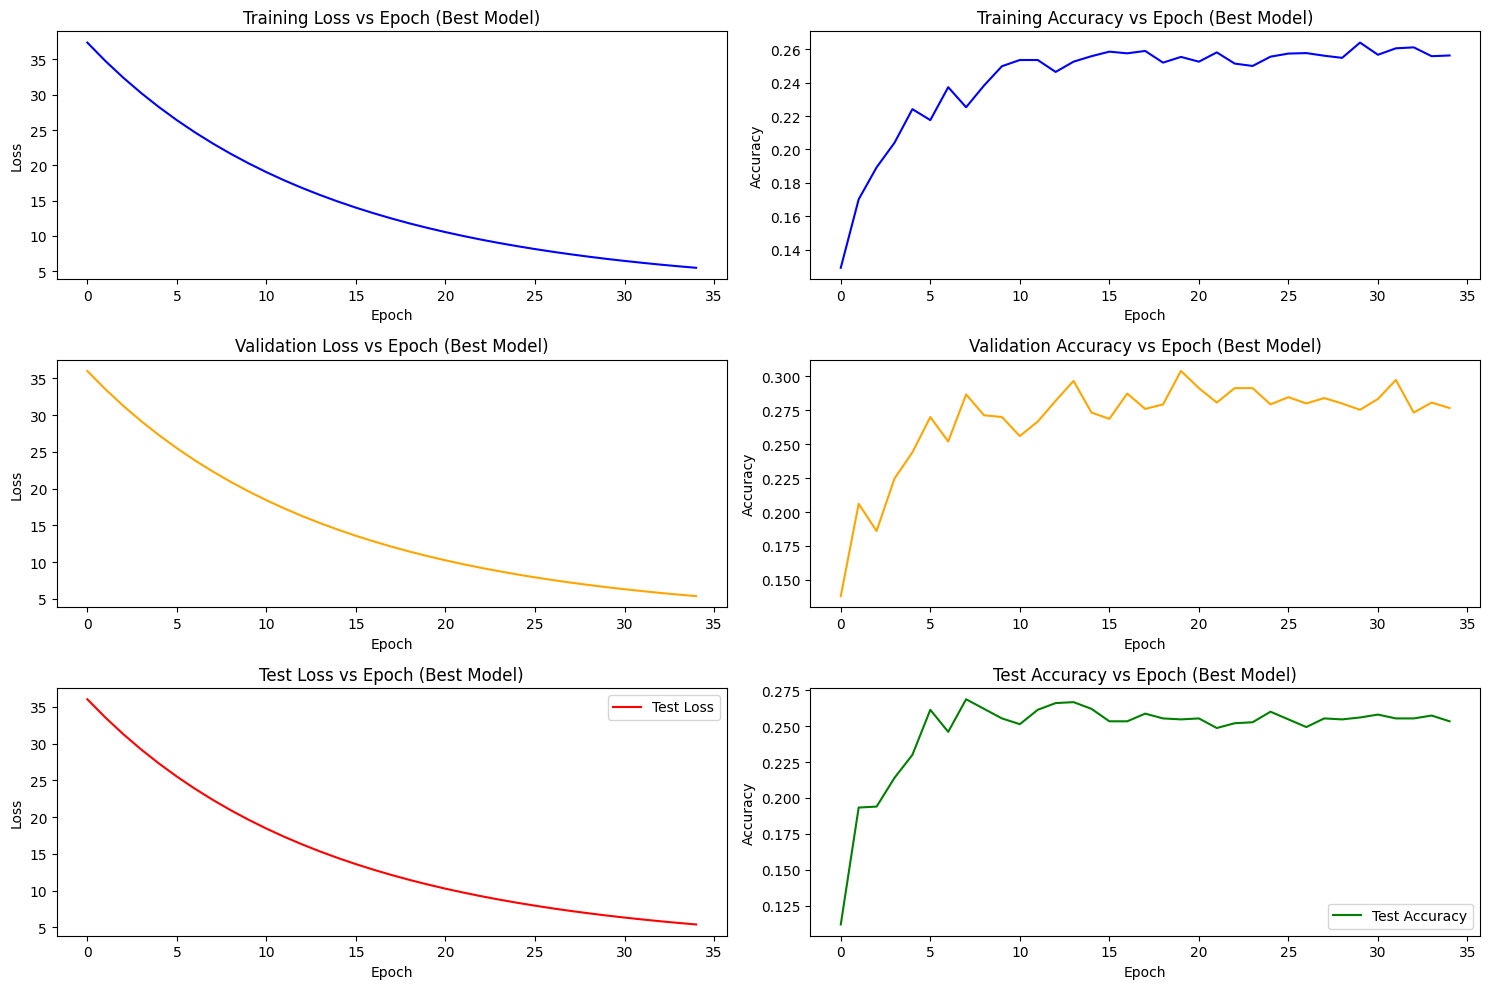 Training Loss vs Epoch (Best Model)
Loss
35
30
25
20
15
10
5
0 5 10 15 20 25 30 35
Epoch
Training Accuracy vs Epoch (Best Model)
Accuracy
0.26
0.24
0.22
0.20
0.18
0.16
0.14
0 5 10 15 20 25 30 35
Epoch
Validation Loss vs Epoch (Best Model)
Loss
35
30
25
20
15
10
5
0 5 10 15 20 25 30 35
Epoch
Validation Accuracy vs Epoch (Best Model)
Accuracy
0.300
0.275
0.250
0.225
0.200
0.175
0.150
0 5 10 15 20 25 30 35
Epoch
Test Loss vs Epoch (Best Model)
Test Loss
Loss
35
30
25
20
15
10
5
0 5 10 15 20 25 30 35
Epoch
Test Accuracy vs Epoch (Best Model)
Accuracy
0.275
0.250
0.225
0.200
0.175
0.150
0.125
Test Accuracy
0 5 10 15 20 25 30 35
Epoch